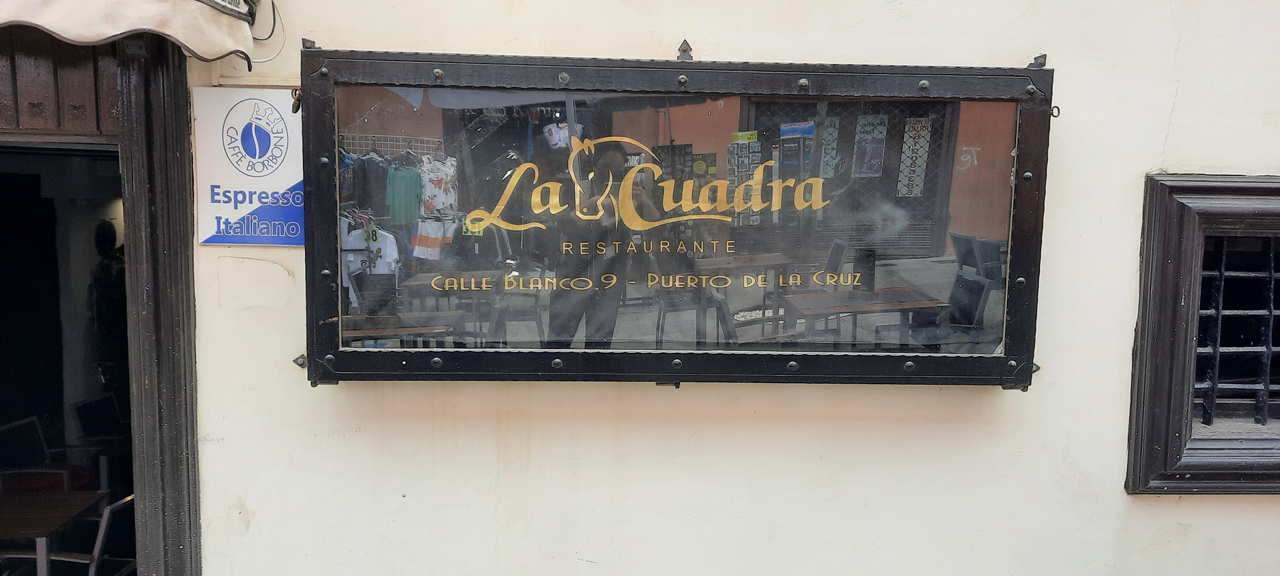 CAFFÈ BORBONE
Espresso
Italiano
La Cuadra
RESTAURANTE
CALLE BLANCO.9 - PUERTO DE LA CRUZ